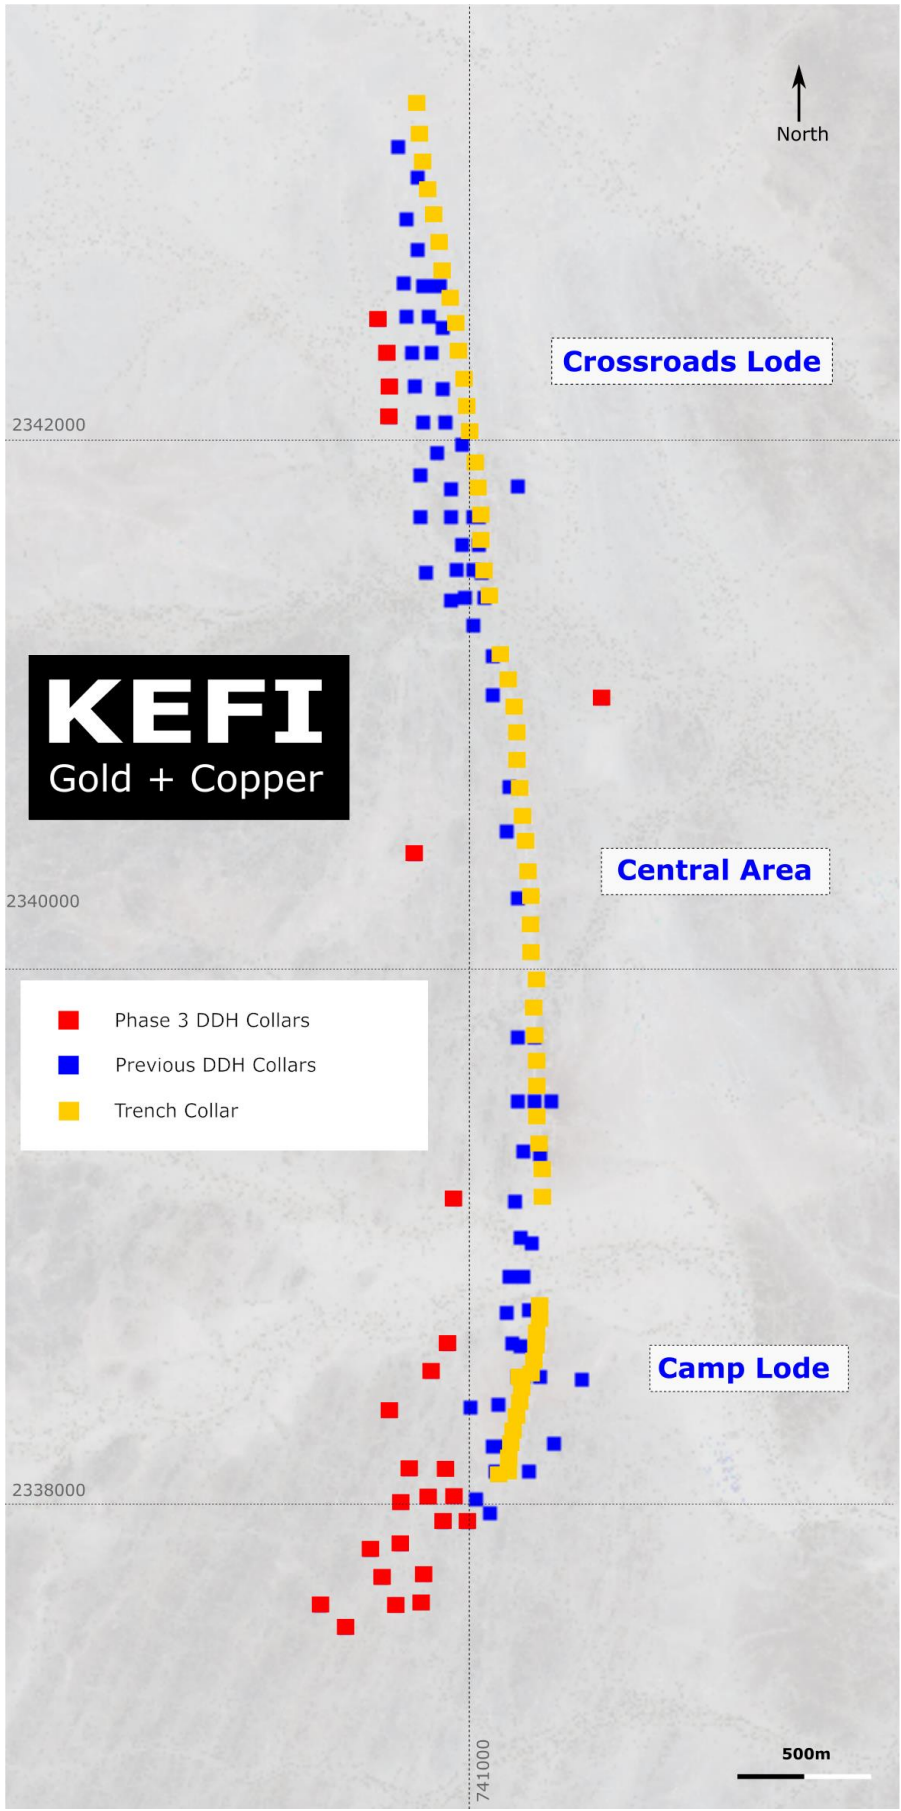 North
Crossroads Lode
2342000
KEFI
Gold + Copper
Central Area
2340000
Phase 3 DDH Collars
Previous DDH Collars
Trench Collar
Camp Lode
2338000
741000
500m